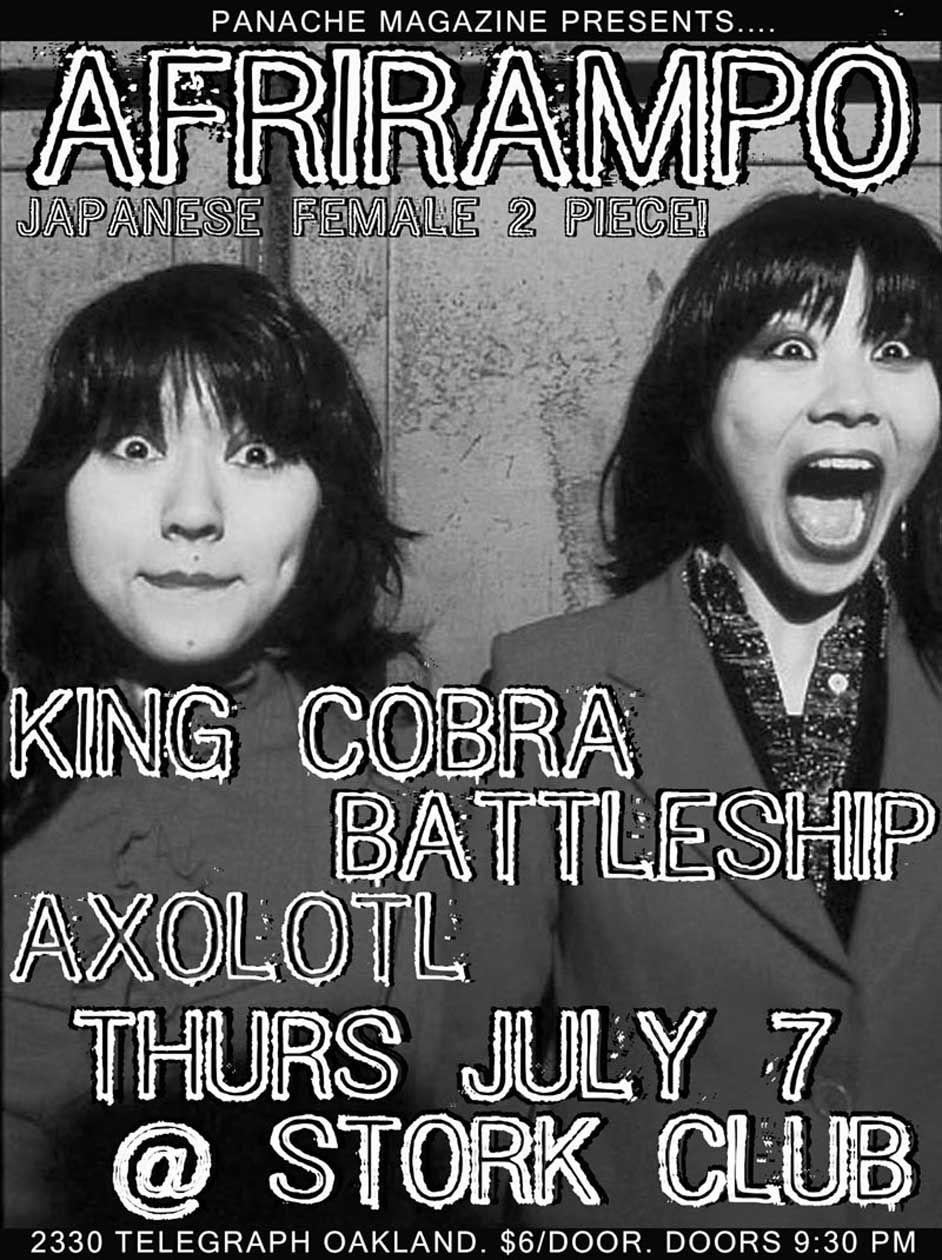 PANACHE MAGAZINE PRESENTS....
AFRIRAMPO
JAPANESE FEMALE 2 PIECE!
KING COBRA
BATTLESHIP
AXOLOTL
THURS JULY 7
@ STORK CLUB
2330 TELEGRAPH OAKLAND. $6/DOOR. DOORS 9:30 PM